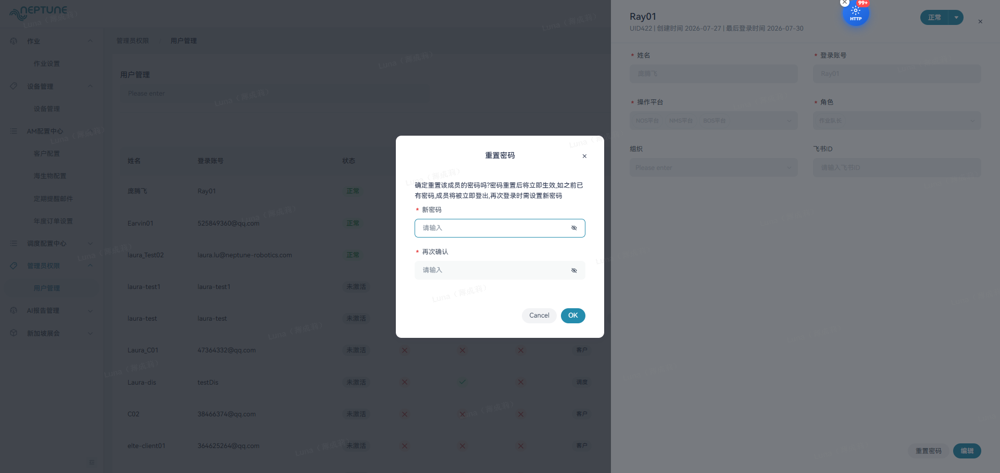 NEPTUNE
作业
作业设置
设备管理
设备管理
AM配置中心
客户配置
海生物配置
定期提醒邮件
年度订单设置
调度配置中心
管理员权限
用户管理
AI报告管理
新加坡展会
管理员权限
用户管理
用户管理
Please enter
姓名 登录账号 状态
庞腾飞 Ray01 正常
Earvin01 525849360@qq.com 正常
laura_Test02 laura.lu@neptune-robotics.com 正常
laura-test1 laura-test1 未激活
laura-test laura-test 未激活
Laura_C01 47364332@qq.com 未激活 客户
Laura-dis testDis 未激活 调度
C02 38466374@qq.com 未激活 客户
elte-client01 364625264@qq.com 未激活 客户
重置密码
确定重置该成员的密码吗?密码重置后将立即生效,如之前已
有密码,成员将被立即登出,再次登录时需设置新密码
* 新密码
请输入
* 再次确认
请输入
Cancel OK
Ray01
UID422 | 创建时间 2026-07-27 | 最后登录时间 2026-07-30
99+
HTTP
正常
* 姓名
庞腾飞
* 登录账号
Ray01
* 操作平台
NOS平台 NMS平台 BOS平台
* 角色
作业队长
组织
Please enter
飞书ID
请输入飞书ID
重置密码 编辑